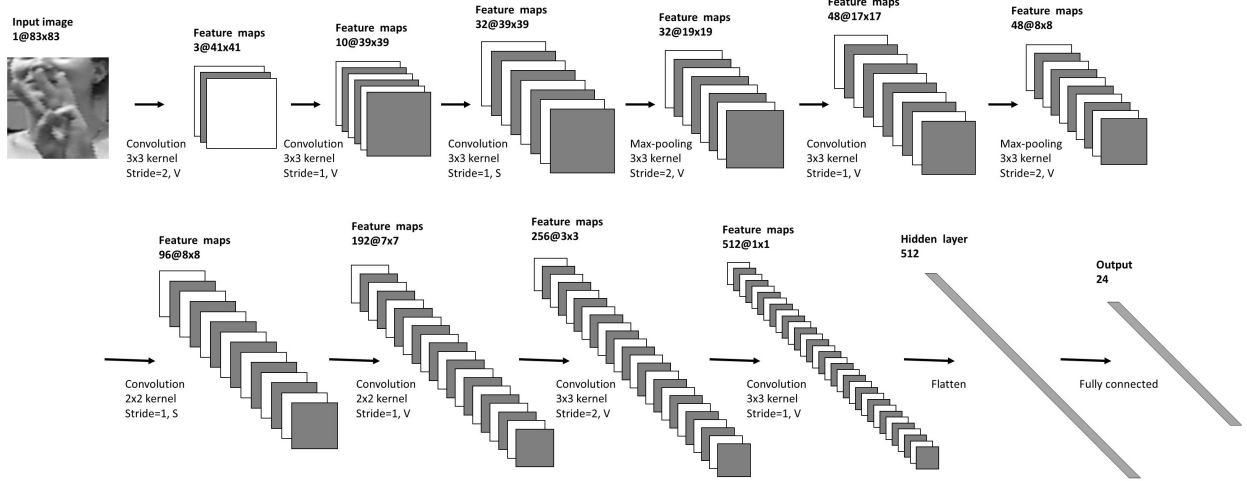 Input image
1@83x83
Feature maps
3@41x41
Feature maps
10@39x39
Feature maps
32@39x39
Feature maps
32@19x19
Feature maps
48@17x17
Feature maps
48@8x8
Convolution
3x3 kernel
Stride=2, V
Convolution
3x3 kernel
Stride=1, V
Convolution
3x3 kernel
Stride=1, S
Max-pooling
3x3 kernel
Stride=2, V
Convolution
3x3 kernel
Stride=1, V
Max-pooling
3x3 kernel
Stride=2, V
Feature maps
96@8x8
Feature maps
192@7x7
Feature maps
256@3x3
Feature maps
512@1x1
Hidden layer
512
Output
24
Convolution
2x2 kernel
Stride=1, S
Convolution
2x2 kernel
Stride=1, V
Convolution
3x3 kernel
Stride=2, V
Convolution
3x3 kernel
Stride=1, V
Flatten
Fully connected